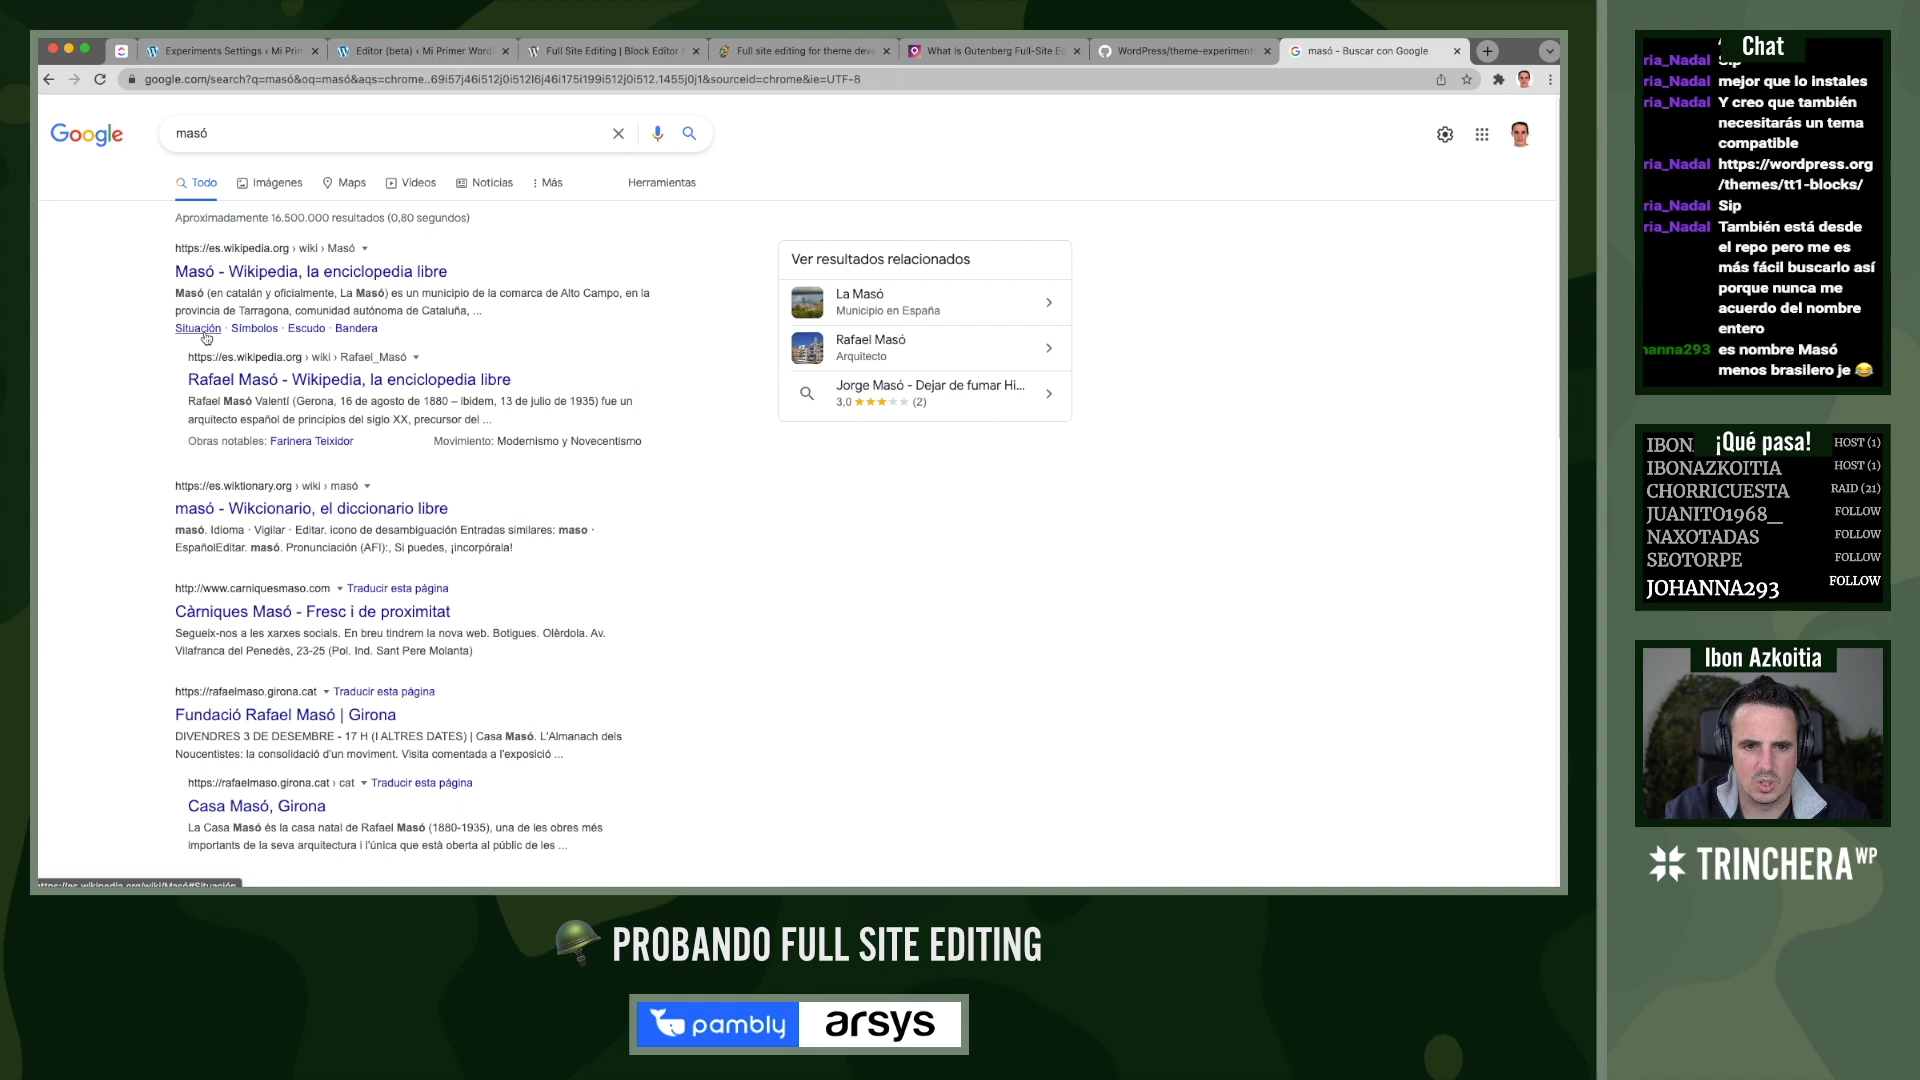 Experiments Settings ‹ Mi Prim
Editor (beta) ‹ Mi Primer Word
Full Site Editing | Block Editor
Full site editing for theme deve
What Is Gutenberg Full-Site Ed
WordPress/theme-experiment
masó - Buscar con Google
google.com/search?q=masó&oq=masó&aqs=chrome..69i57j46i512j0i512l6j46i175i199i512j0i512.1455j0j1&sourceid=chrome&ie=UTF-8
Google
masó
Todo
Imágenes
Maps
Vídeos
Noticias
Más
Herramientas
Aproximadamente 16.500.000 resultados (0,80 segundos)
https://es.wikipedia.org › wiki › Masó
Masó - Wikipedia, la enciclopedia libre
Masó (en catalán y oficialmente, La Masó) es un municipio de la comarca de Alto Campo, en la
provincia de Tarragona, comunidad autónoma de Cataluña, ...
Situación · Símbolos · Escudo · Bandera
https://es.wikipedia.org › wiki › Rafael_Masó
Rafael Masó - Wikipedia, la enciclopedia libre
Rafael Masó Valentí (Gerona, 16 de agosto de 1880 – ibidem, 13 de julio de 1935) fue un
arquitecto español de principios del siglo XX, precursor del ...
Obras notables: Farinera Teixidor
Movimiento: Modernismo y Novecentismo
https://es.wiktionary.org › wiki › masó
masó - Wikcionario, el diccionario libre
masó. Idioma · Vigilar · Editar. icono de desambiguación Entradas similares: maso ·
EspañolEditar. masó. Pronunciación (AFI):, Si puedes, ¡incorpórala!
http://www.carniquesmaso.com
Traducir esta página
Càrniques Masó - Fresc i de proximitat
Segueix-nos a les xarxes socials. En breu tindrem la nova web. Botigues. Olèrdola. Av.
Vilafranca del Penedès, 23-25 (Pol. Ind. Sant Pere Molanta)
https://rafaelmaso.girona.cat
Traducir esta página
Fundació Rafael Masó | Girona
DIVENDRES 3 DE DESEMBRE - 17 H (I ALTRES DATES) | Casa Masó. L'Almanach dels
Noucentistes: la consolidació d'un moviment. Visita comentada a l'exposició ...
https://rafaelmaso.girona.cat › cat
Traducir esta página
Casa Masó, Girona
La Casa Masó és la casa natal de Rafael Masó (1880-1935), una de les obres més
importants de la seva arquitectura i l'única que està oberta al públic de les ...
https://es.wikipedia.org/wiki/Masó#Situación
Ver resultados relacionados
La Masó
Municipio en España
Rafael Masó
Arquitecto
Jorge Masó - Dejar de fumar Hi...
3,0 (2)
Chat
ria_Nadal Sip
ria_Nadal mejor que lo instales
ria_Nadal Y creo que también
necesitarás un tema
compatible
ria_Nadal https://wordpress.org
/themes/tt1-blocks/
ria_Nadal Sip
ria_Nadal También está desde
el repo pero me es
más fácil buscarlo así
porque nunca me
acuerdo del nombre
entero
hanna293 es nombre Masó
menos brasilero je 😂
¡Qué pasa!
IBON HOST (1)
IBONAZKOITIA HOST (1)
CHORRICUESTA RAID (21)
JUANITO1968_ FOLLOW
NAXOTADAS FOLLOW
SEOTORPE FOLLOW
JOHANNA293 FOLLOW
Ibon Azkoitia
TRINCHERA WP
PROBANDO FULL SITE EDITING
pambly
arsys